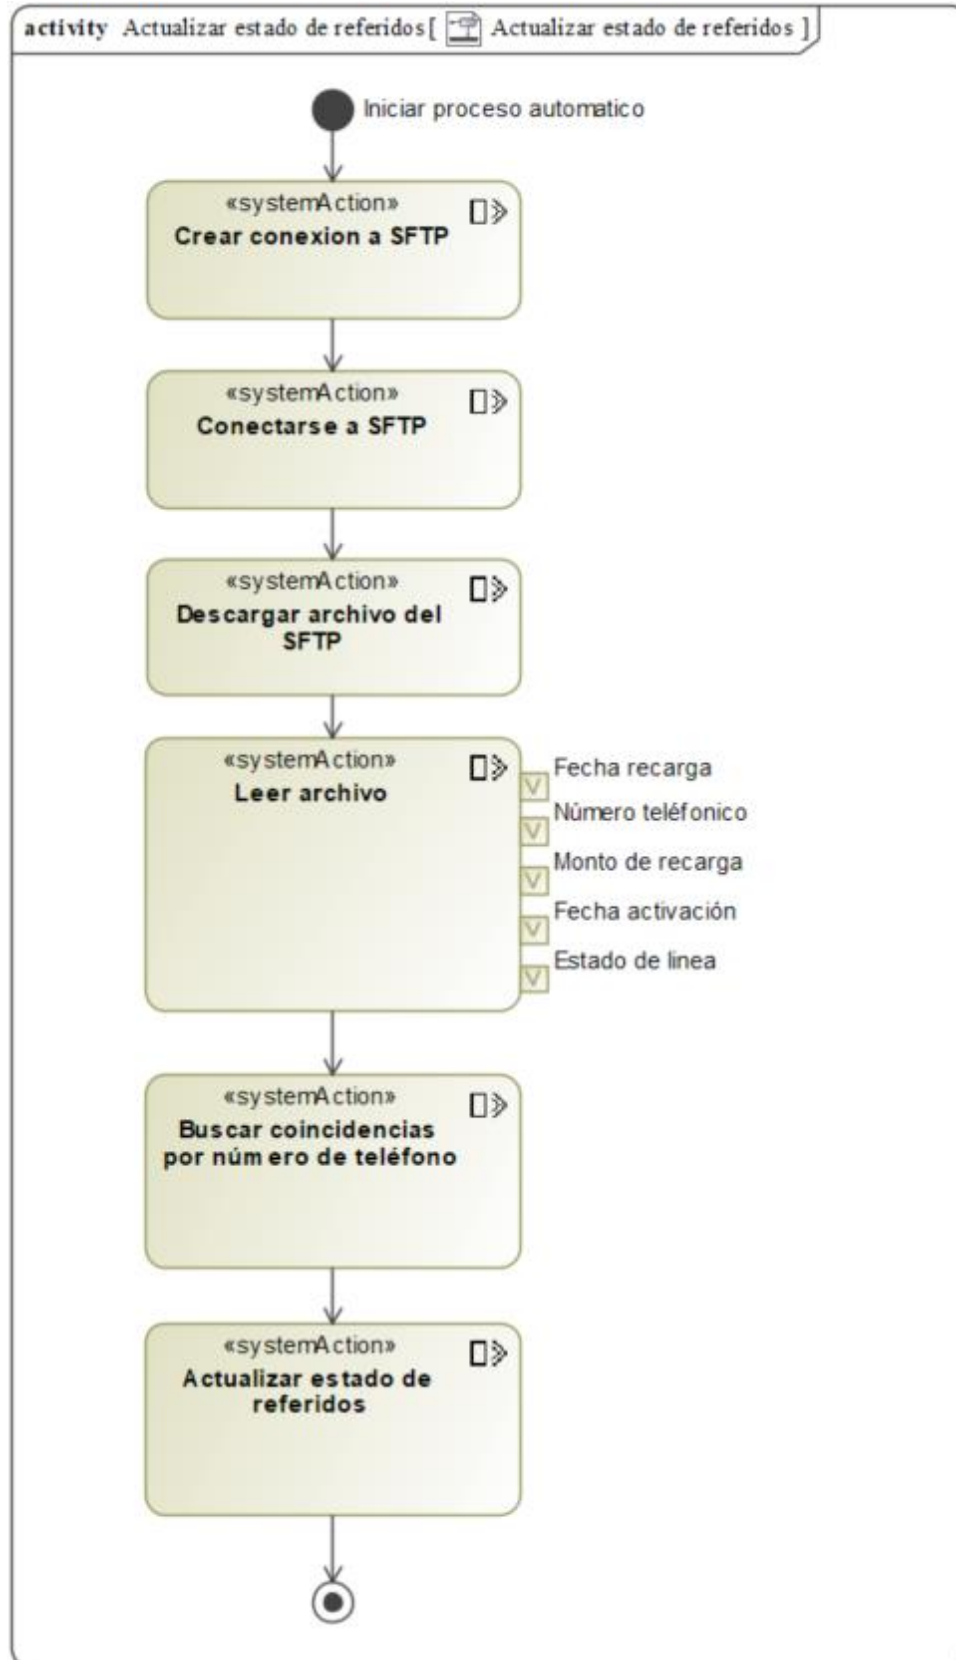 activity Actualizar estado de referidos[ Actualizar estado de referidos ]
Iniciar proceso automatico
«systemAction»
Crear conexion a SFTP
«systemAction»
Conectarse a SFTP
«systemAction»
Descargar archivo del
SFTP
«systemAction»
Leer archivo
Fecha recarga
Número teléfonico
Monto de recarga
Fecha activación
Estado de linea
«systemAction»
Buscar coincidencias
por número de teléfono
«systemAction»
Actualizar estado de
referidos